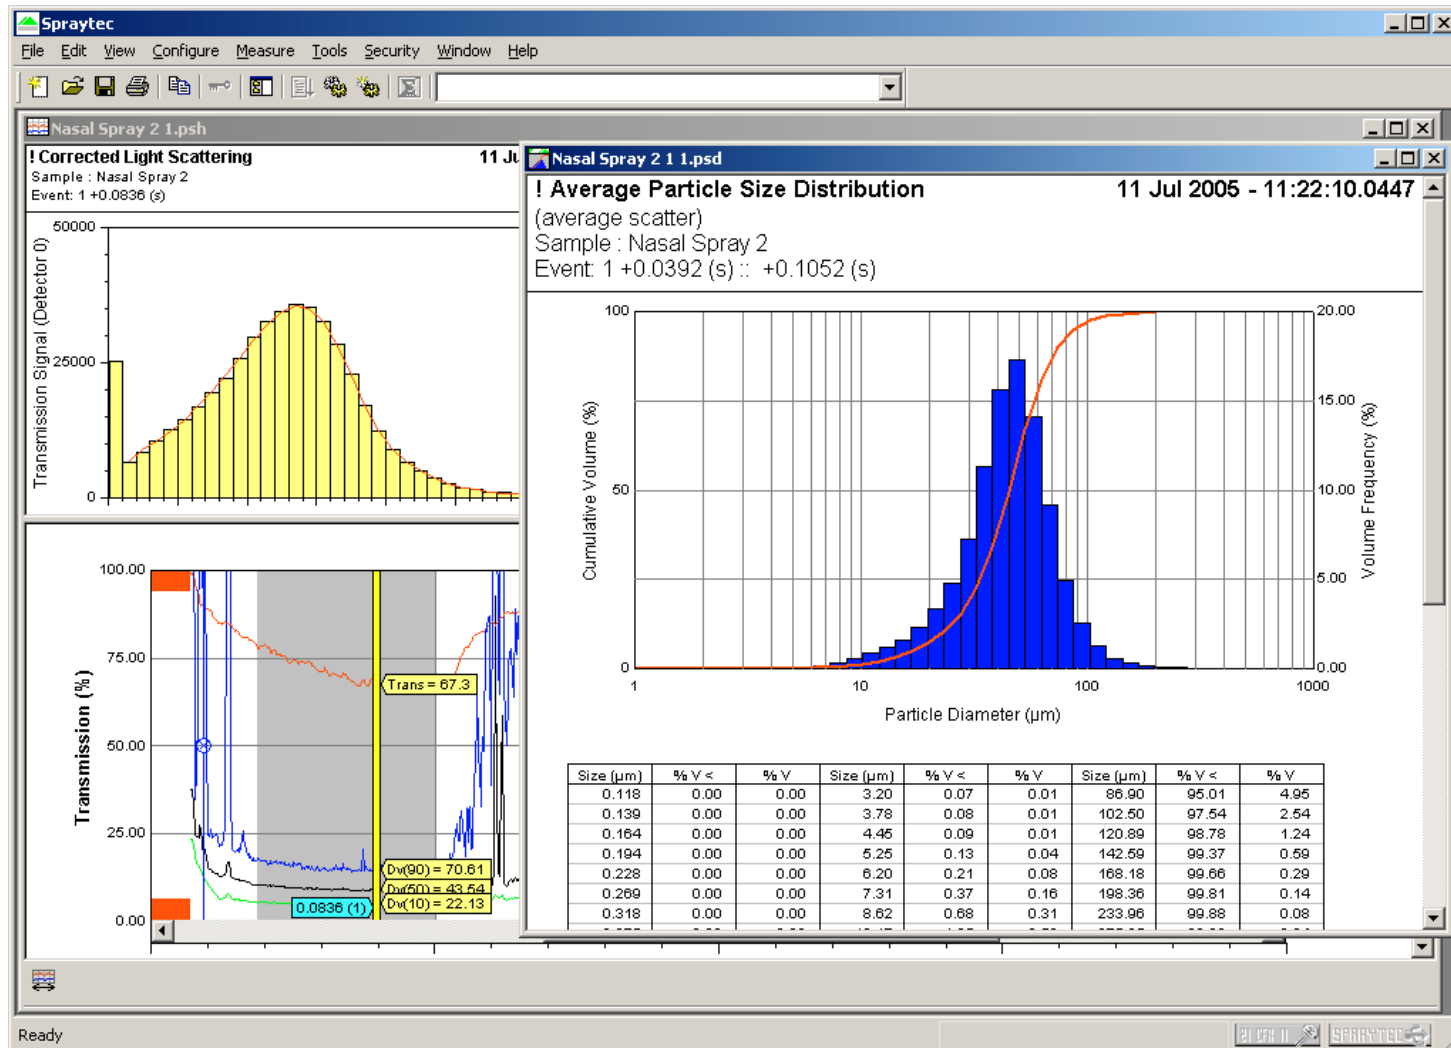 Spraytec
File Edit View Configure Measure Tools Security Window Help
Nasal Spray 2 1.psh
! Corrected Light Scattering 11 Ju
Sample : Nasal Spray 2
Event: 1 +0.0836 (s)
50000
25000
0
Transmission Signal (Detector 0)
100.00
75.00
50.00
25.00
0.00
Transmission (%)
Trans = 67.3
Dv(90) = 70.61
Dv(50) = 43.54
Dv(10) = 22.13
0.0836 (1)
Nasal Spray 2 1 1.psd
! Average Particle Size Distribution 11 Jul 2005 - 11:22:10.0447
(average scatter)
Sample : Nasal Spray 2
Event: 1 +0.0392 (s) :: +0.1052 (s)
100
50
0
Cumulative Volume (%)
20.00
15.00
10.00
5.00
0.00
Volume Frequency (%)
1 10 100 1000
Particle Diameter (µm)
Size (µm) % V < % V Size (µm) % V < % V Size (µm) % V < % V
0.118 0.00 0.00 3.20 0.07 0.01 86.90 95.01 4.95
0.139 0.00 0.00 3.78 0.08 0.01 102.50 97.54 2.54
0.164 0.00 0.00 4.45 0.09 0.01 120.89 98.78 1.24
0.194 0.00 0.00 5.25 0.13 0.04 142.59 99.37 0.59
0.228 0.00 0.00 6.20 0.21 0.08 168.18 99.66 0.29
0.269 0.00 0.00 7.31 0.37 0.16 198.36 99.81 0.14
0.318 0.00 0.00 8.62 0.68 0.31 233.96 99.88 0.08
Ready
21 CFR 11 SPRAYTEC